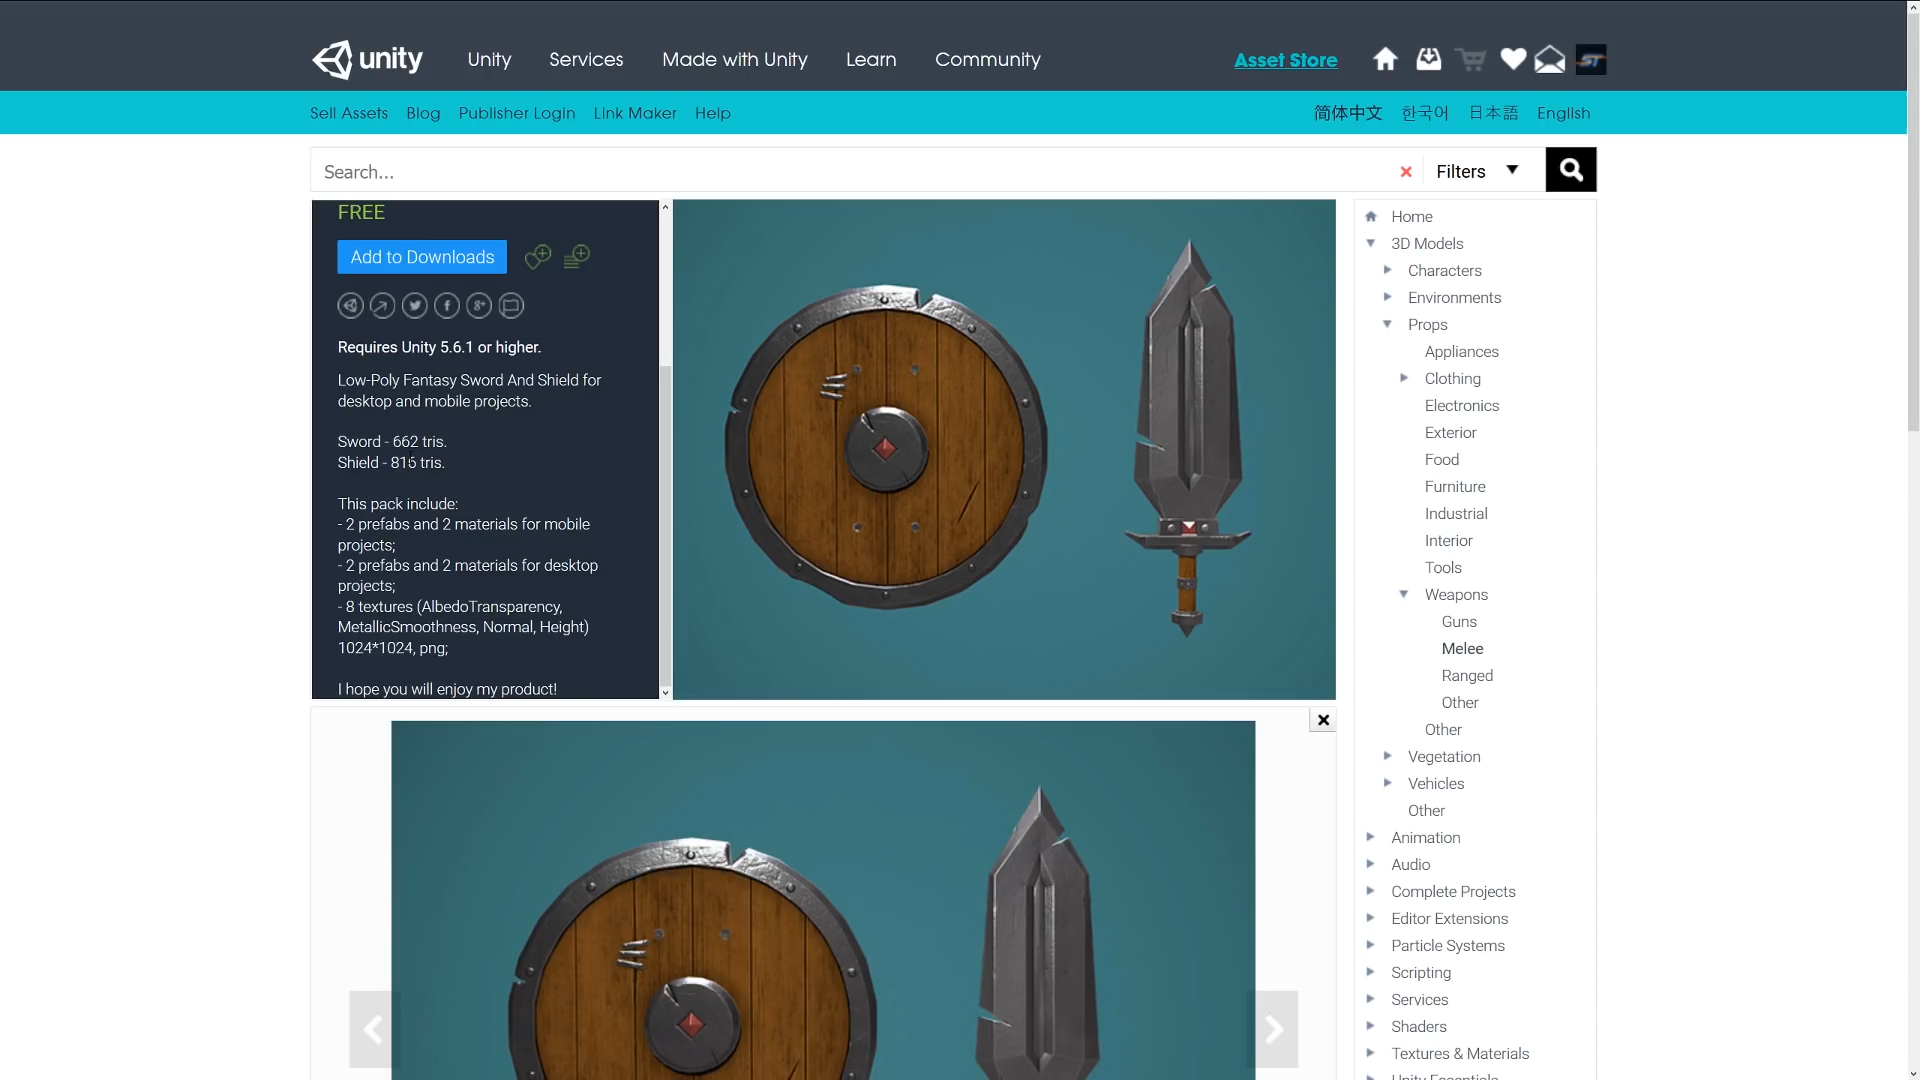 unity
Unity
Services
Made with Unity
Learn
Community
Asset Store
ST
Sell Assets
Blog
Publisher Login
Link Maker
Help
简体中文
한국어
日本語
English
Search...
Filters
FREE
Add to Downloads
Requires Unity 5.6.1 or higher.
Low-Poly Fantasy Sword And Shield for
desktop and mobile projects.
Sword - 662 tris.
Shield - 816 tris.
This pack include:
- 2 prefabs and 2 materials for mobile
projects;
- 2 prefabs and 2 materials for desktop
projects;
- 8 textures (AlbedoTransparency,
MetallicSmoothness, Normal, Height)
1024*1024, png;
I hope you will enjoy my product!
Home
3D Models
Characters
Environments
Props
Appliances
Clothing
Electronics
Exterior
Food
Furniture
Industrial
Interior
Tools
Weapons
Guns
Melee
Ranged
Other
Other
Vegetation
Vehicles
Other
Animation
Audio
Complete Projects
Editor Extensions
Particle Systems
Scripting
Services
Shaders
Textures & Materials
Unity Essentials